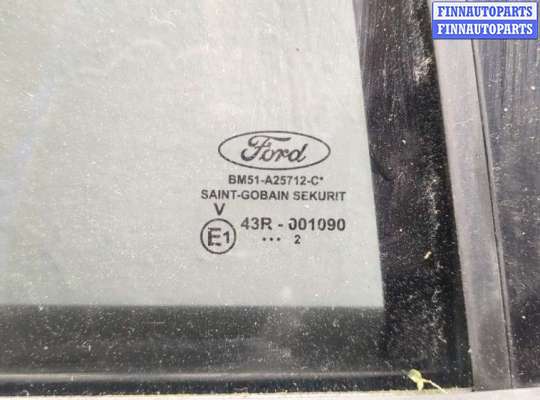 FINNAUTOPARTS
FINNAUTOPARTS
Ford
BM51-A25712-C*
SAINT-GOBAIN SEKURIT
V
E1 43R - 001090
... 2